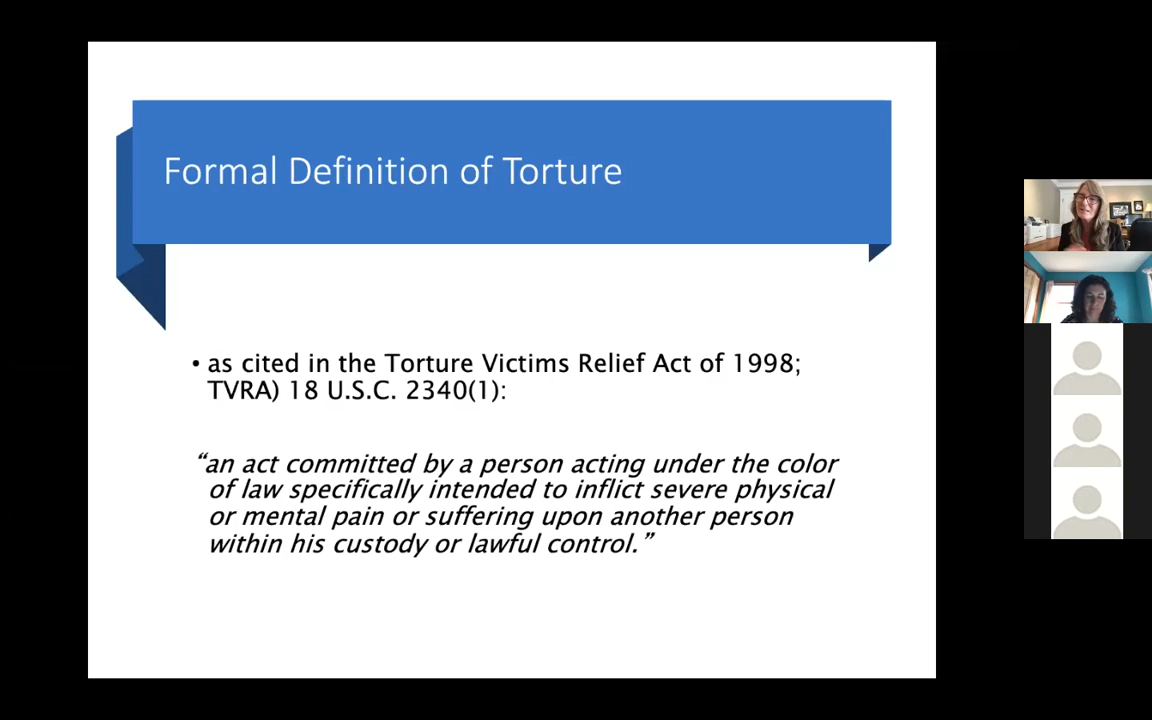 Formal Definition of Torture
• as cited in the Torture Victims Relief Act of 1998;
TVRA) 18 U.S.C. 2340(1):
“an act committed by a person acting under the color
of law specifically intended to inflict severe physical
or mental pain or suffering upon another person
within his custody or lawful control.”